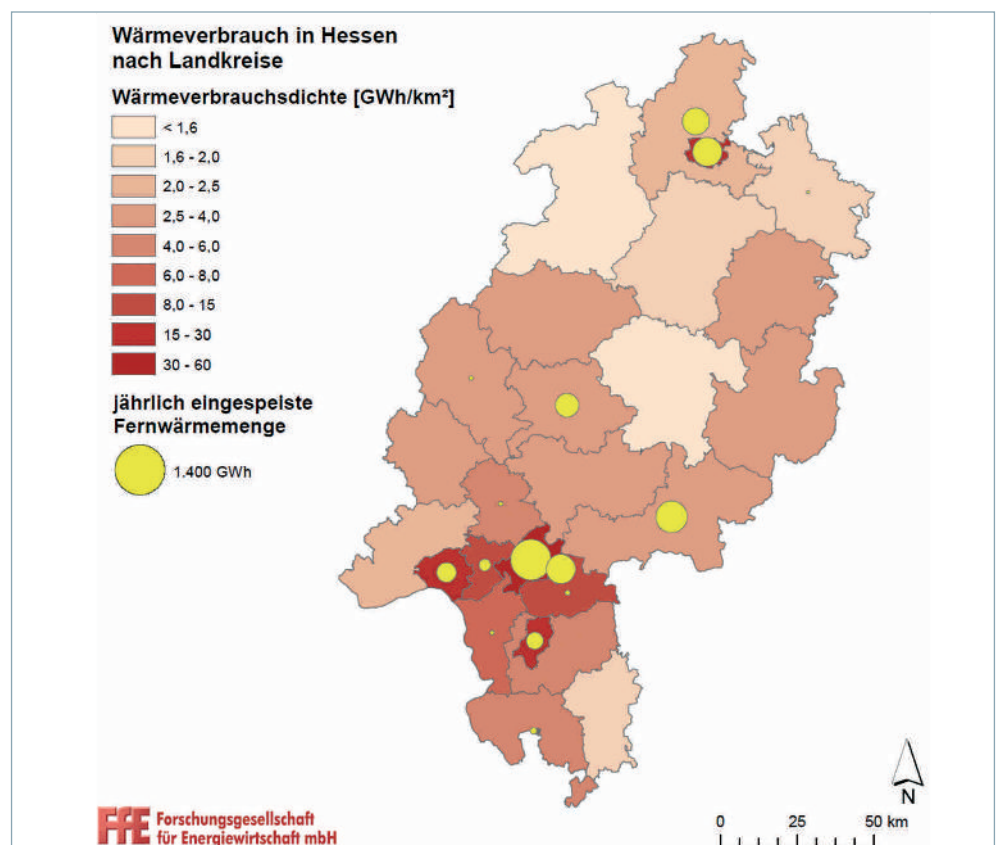 Wärmeverbrauch in Hessen
nach Landkreise
Wärmeverbrauchsdichte [GWh/km²]
< 1,6
1,6 - 2,0
2,0 - 2,5
2,5 - 4,0
4,0 - 6,0
6,0 - 8,0
8,0 - 15
15 - 30
30 - 60
jährlich eingespeiste
Fernwärmemenge
1.400 GWh
N
FfE Forschungsgesellschaft
für Energiewirtschaft mbH
0 25 50 km